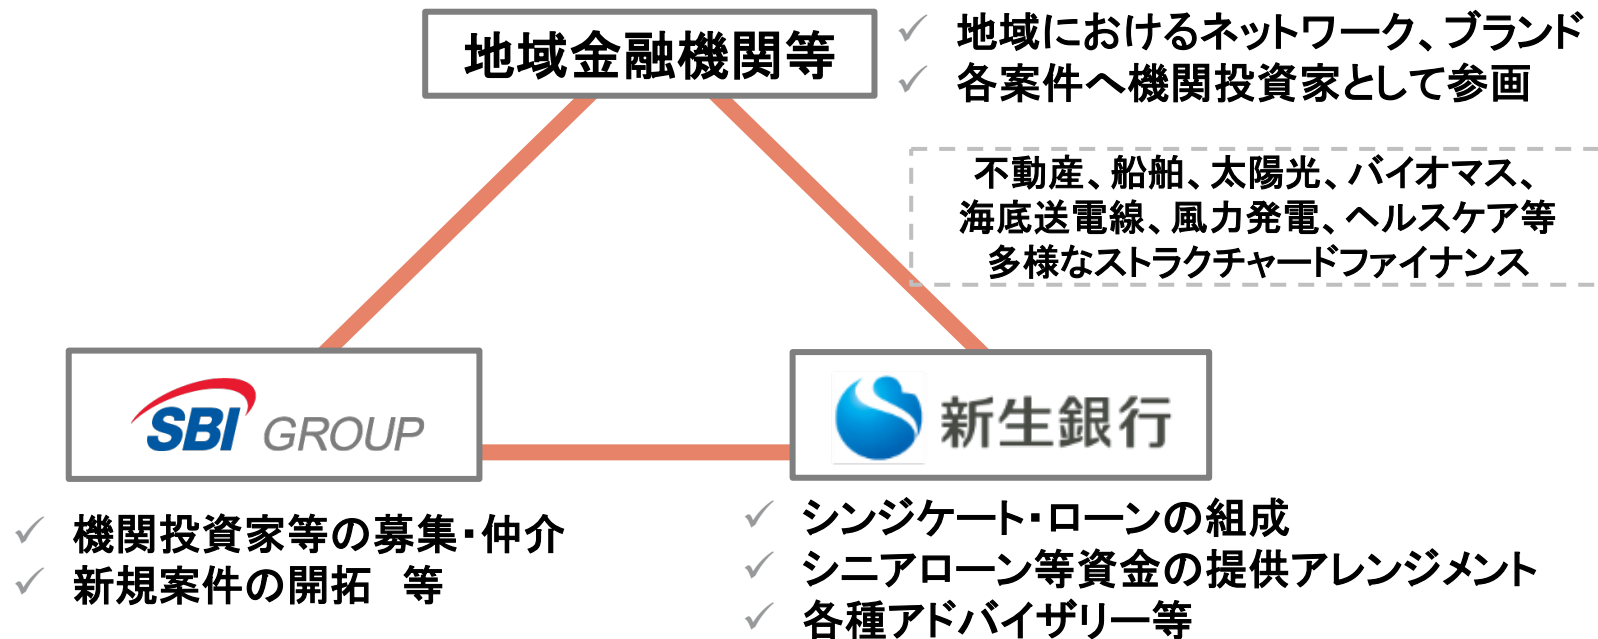 地域金融機関等
✓ 地域におけるネットワーク、ブランド
✓ 各案件へ機関投資家として参画
不動産、船舶、太陽光、バイオマス、
海底送電線、風力発電、ヘルスケア等
多様なストラクチャードファイナンス
SBI GROUP
新生銀行
✓ 機関投資家等の募集・仲介
✓ 新規案件の開拓　等
✓ シンジケート・ローンの組成
✓ シニアローン等資金の提供アレンジメント
✓ 各種アドバイザリー等